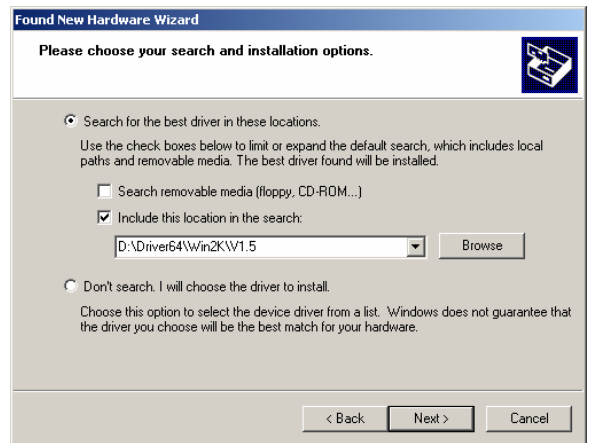 Found New Hardware Wizard
Please choose your search and installation options.
Search for the best driver in these locations.
Use the check boxes below to limit or expand the default search, which includes local
paths and removable media. The best driver found will be installed.
Search removable media (floppy, CD-ROM...)
Include this location in the search:
D:\Driver64\Win2K\V1.5
Browse
Don't search. I will choose the driver to install.
Choose this option to select the device driver from a list. Windows does not guarantee that
the driver you choose will be the best match for your hardware.
< Back
Next >
Cancel